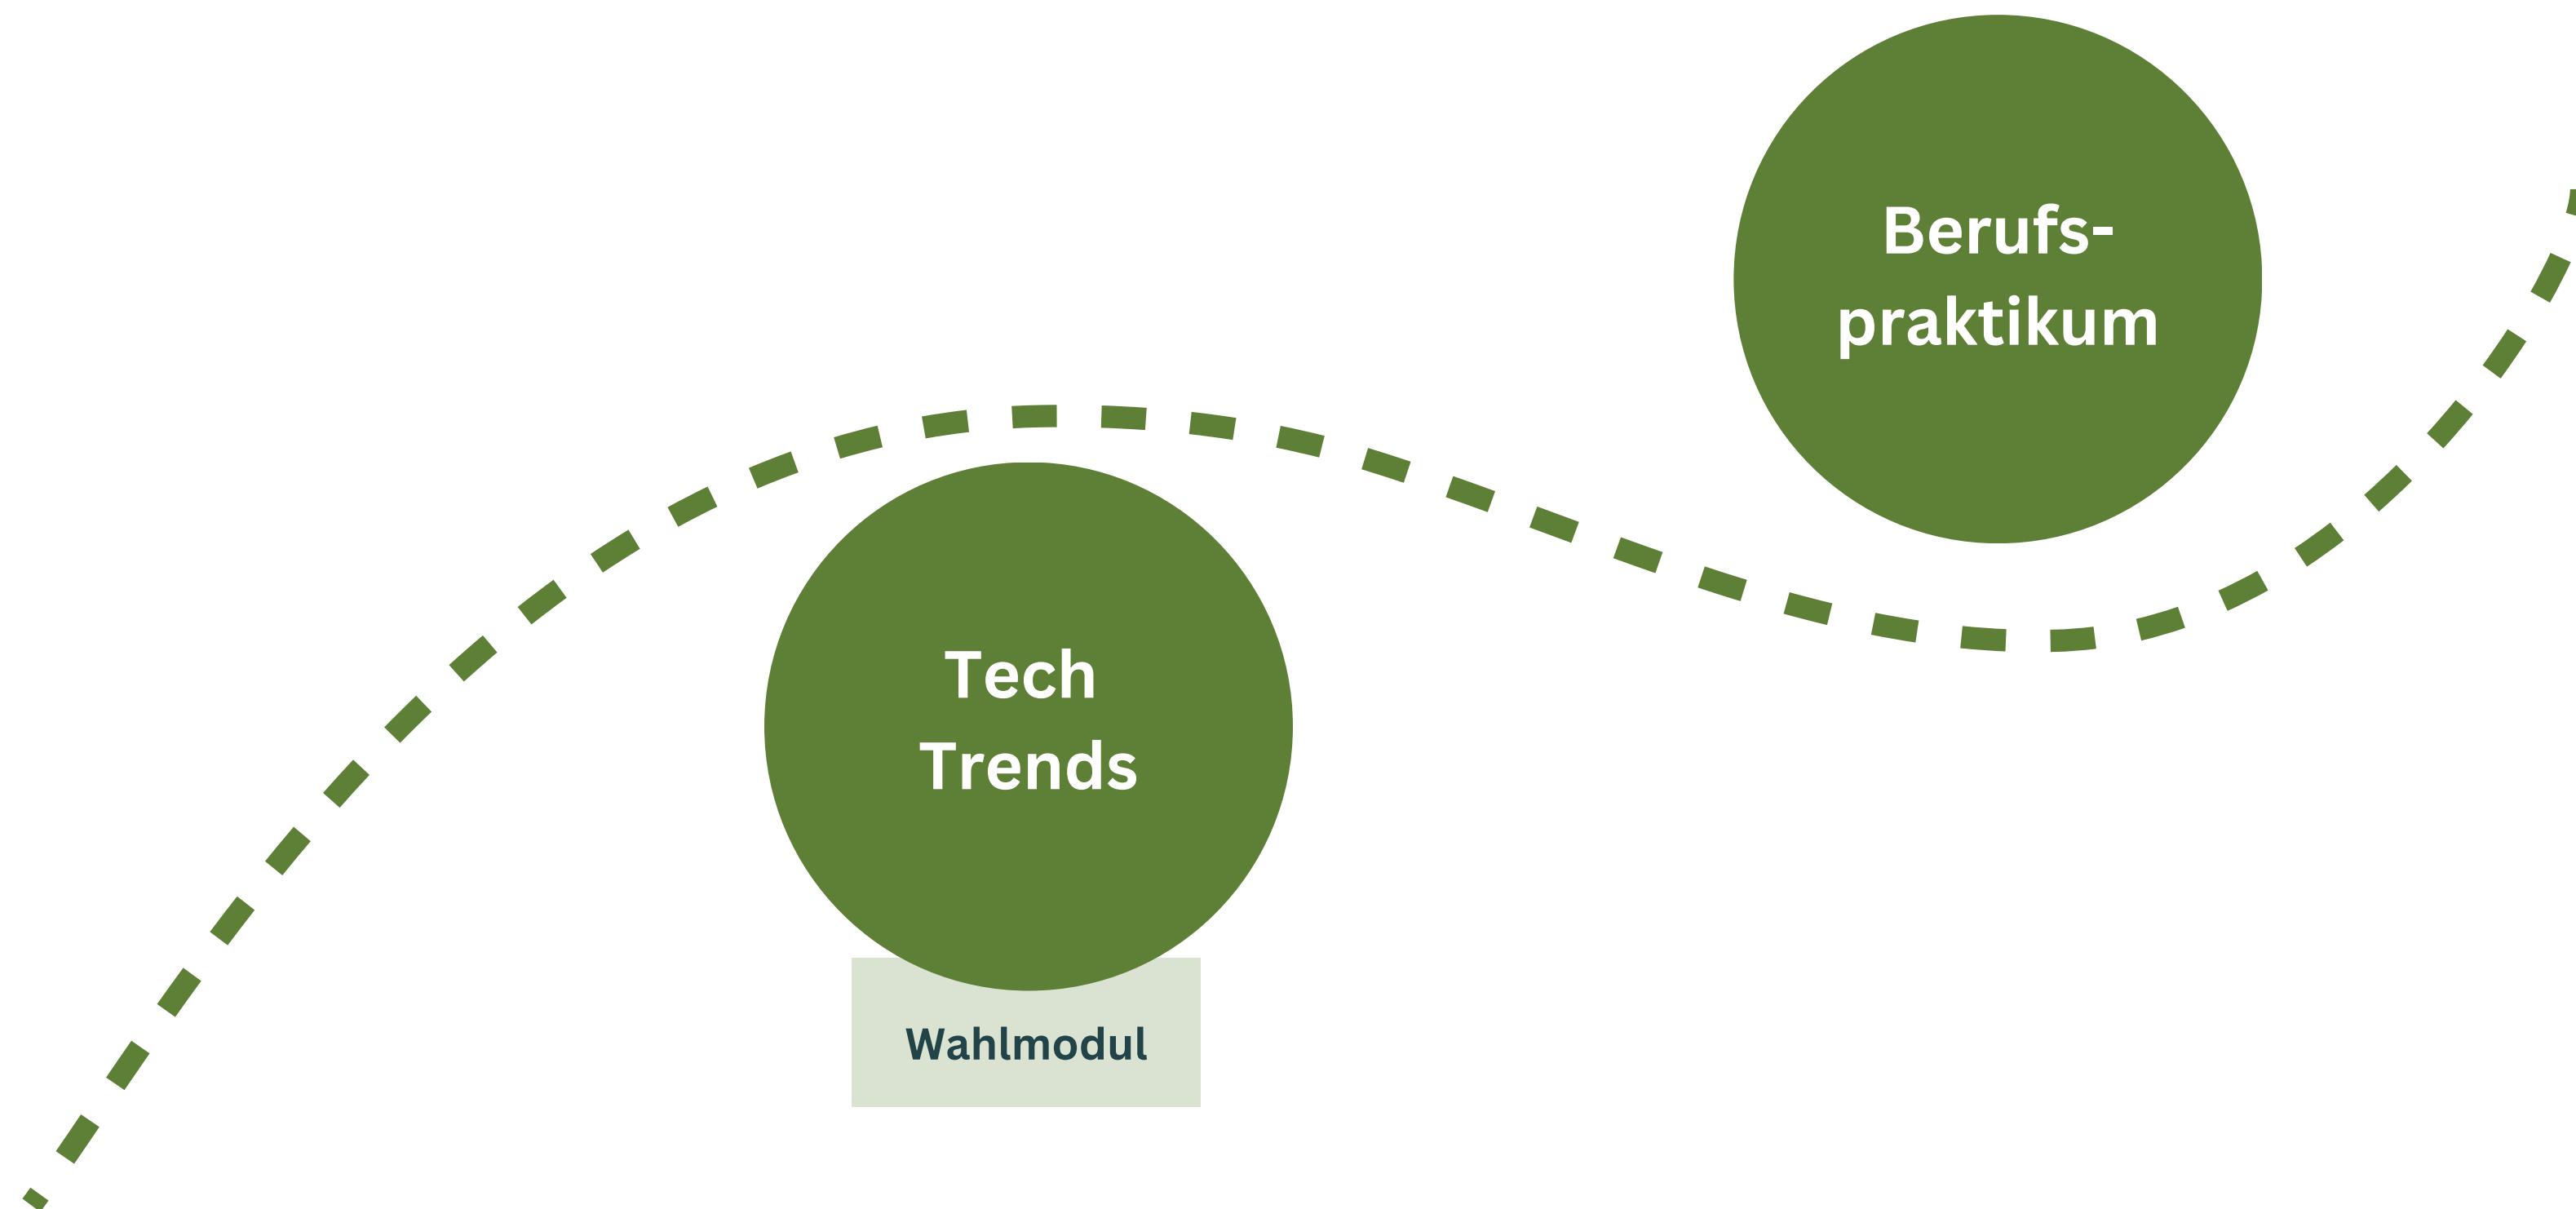 Berufs-
praktikum
Tech
Trends
Wahlmodul